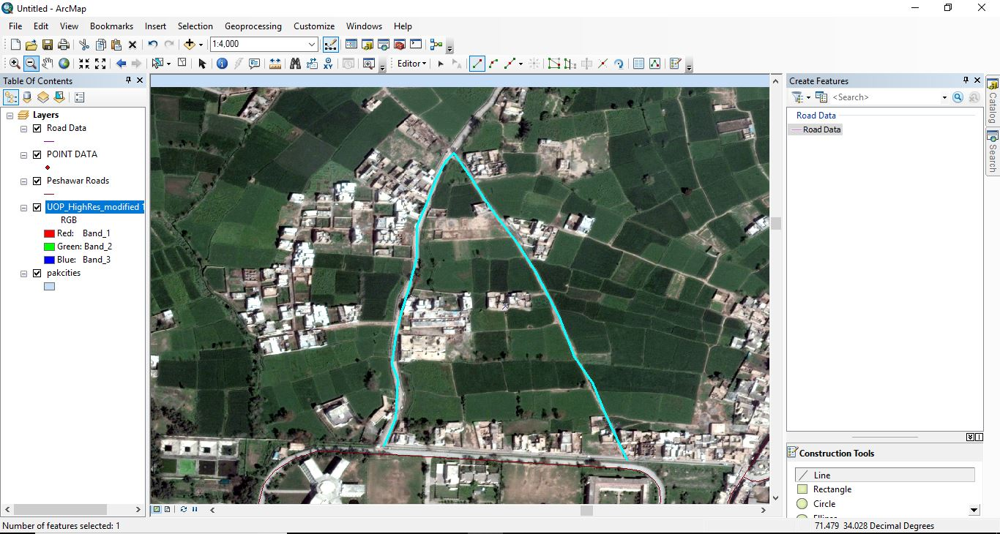 Untitled - ArcMap
File Edit View Bookmarks Insert Selection Geoprocessing Customize Windows Help
1:4,000
Editor
Table Of Contents
Layers
Road Data
POINT DATA
Peshawar Roads
UOP_HighRes_modified 1
RGB
Red: Band_1
Green: Band_2
Blue: Band_3
pakcities
Create Features
<Search>
Road Data
Road Data
Catalog
Search
Construction Tools
Line
Rectangle
Circle
Number of features selected: 1
71.479 34.028 Decimal Degrees